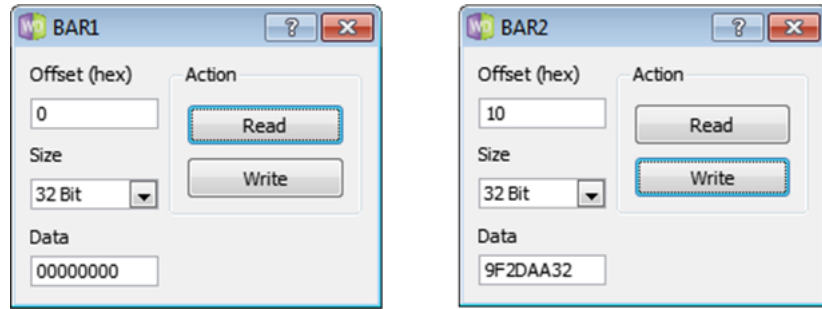 WD BAR1
?
Offset (hex)
Action
0
Read
Size
Write
32 Bit
Data
00000000
WD BAR2
?
Offset (hex)
Action
10
Read
Size
Write
32 Bit
Data
9F2DAA32